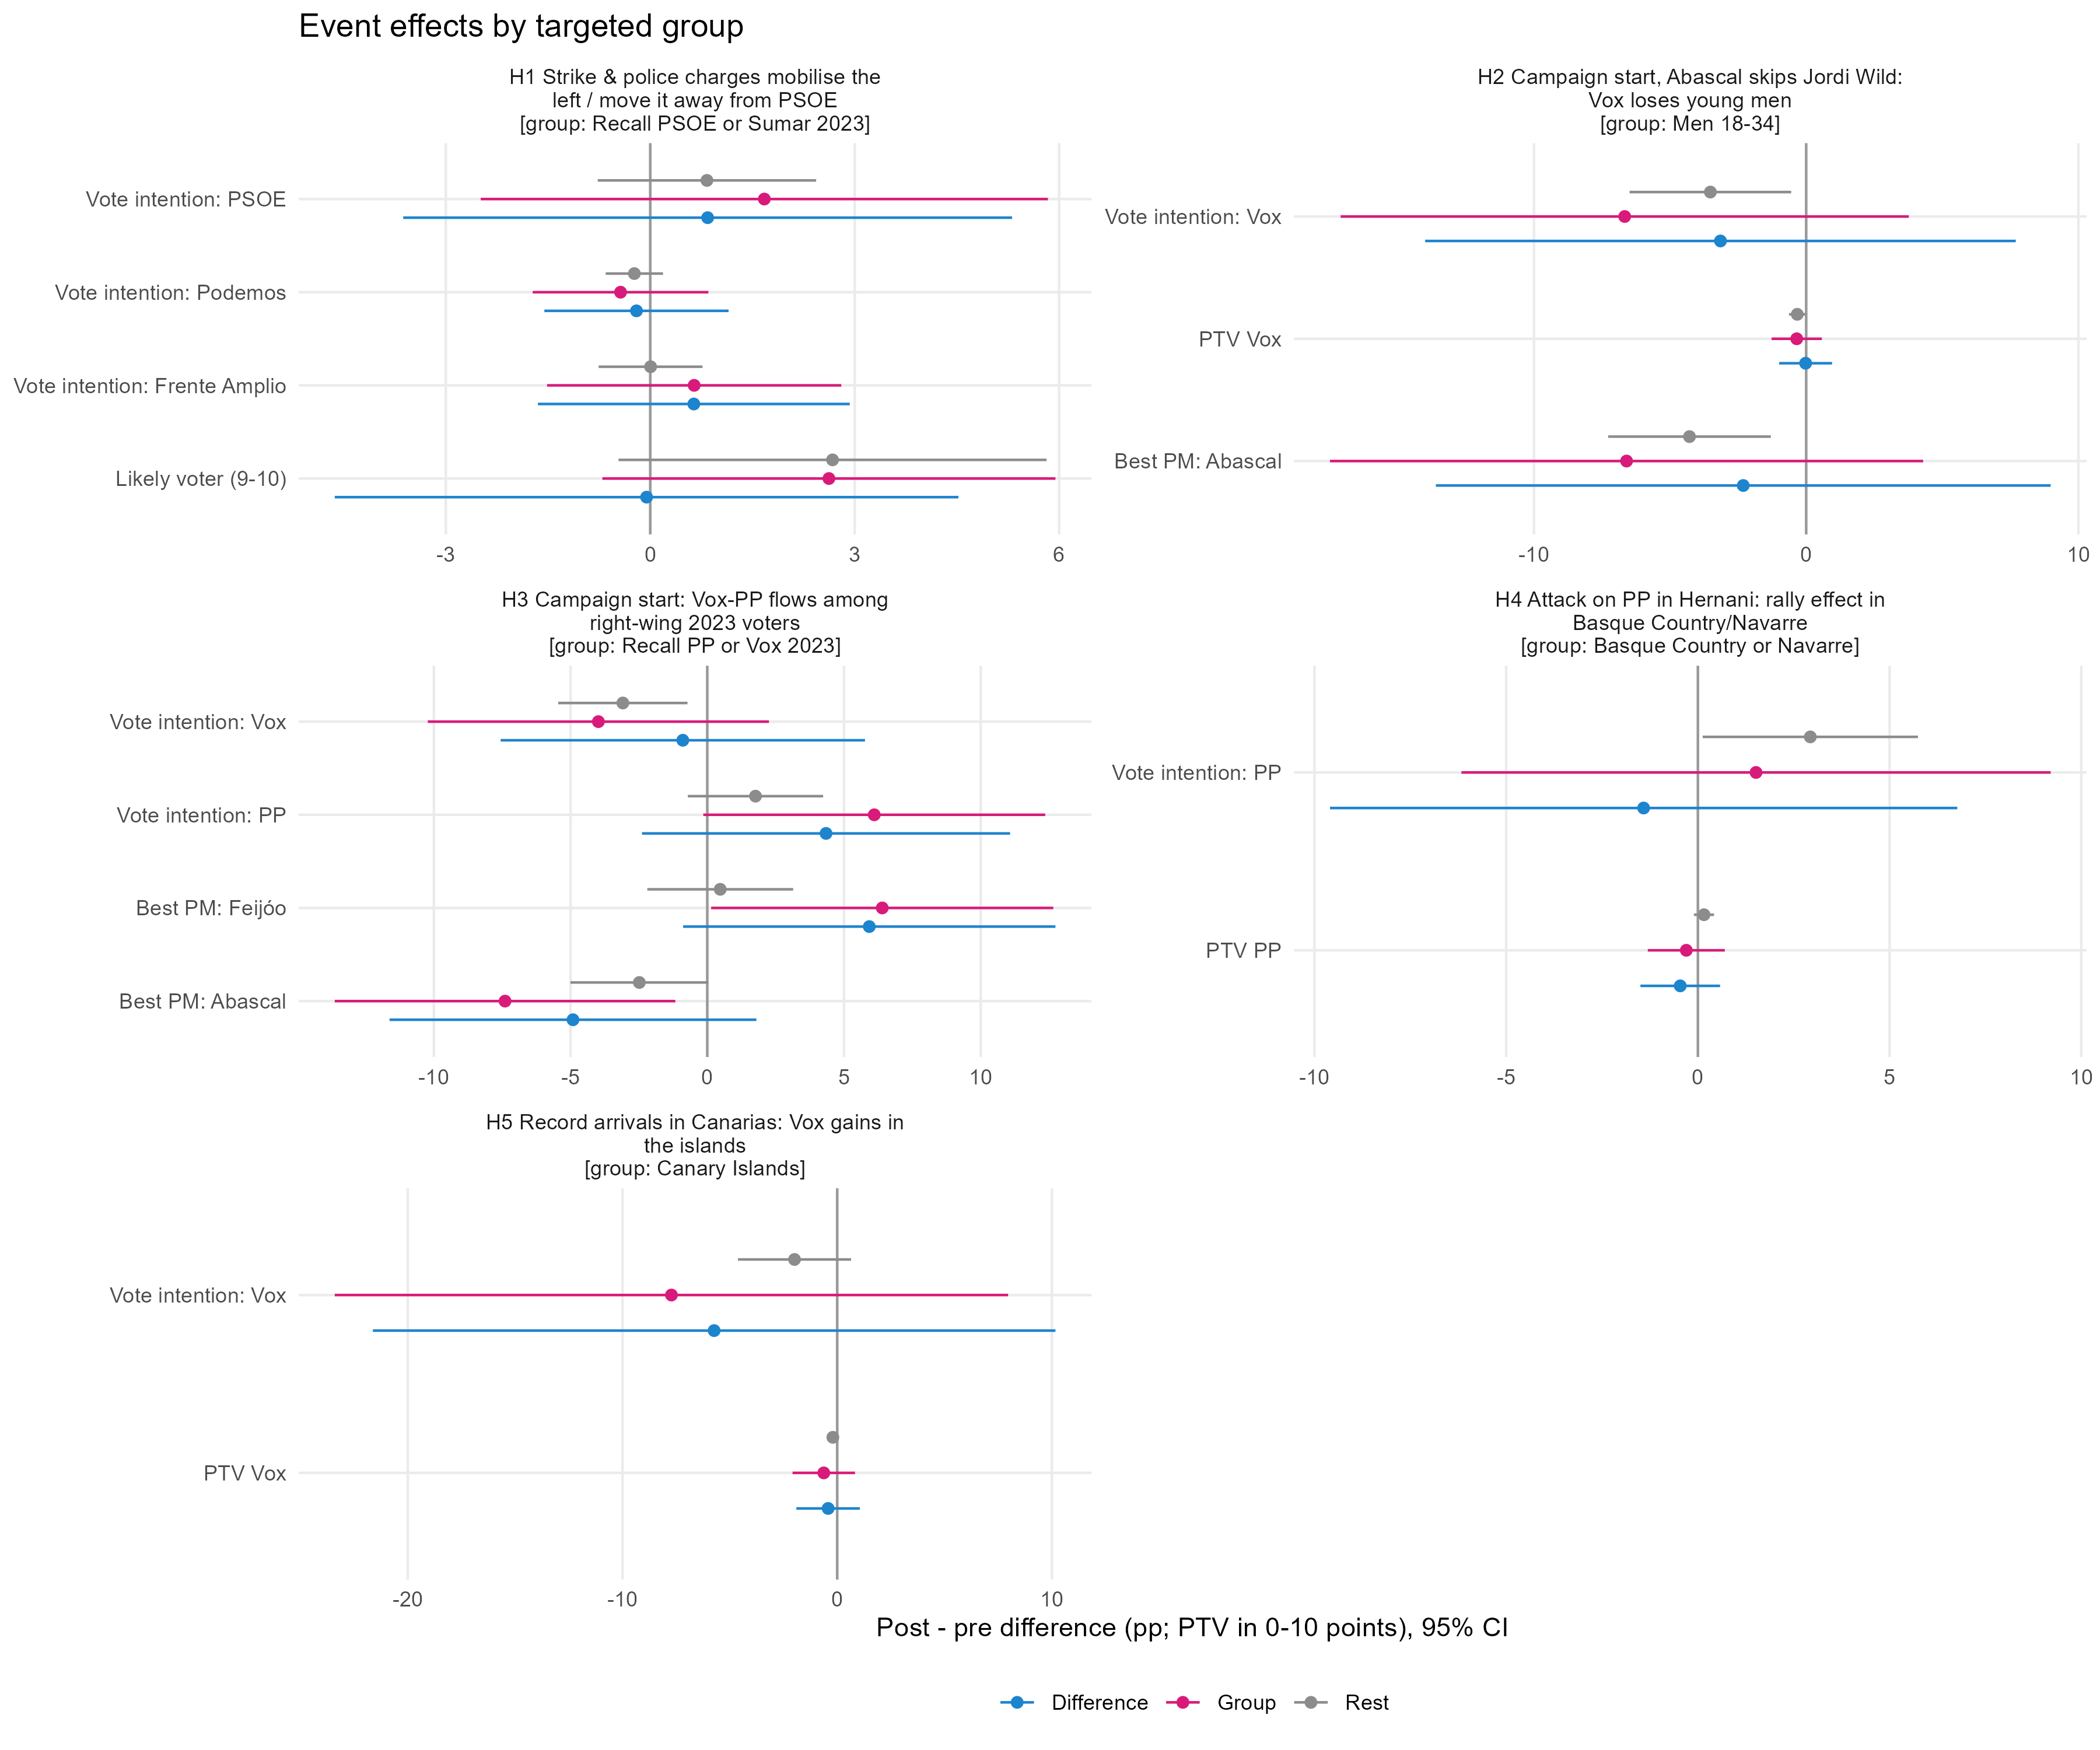 Event effects by targeted group
H1 Strike & police charges mobilise the
left / move it away from PSOE
[group: Recall PSOE or Sumar 2023]
Vote intention: PSOE
Vote intention: Podemos
Vote intention: Frente Amplio
Likely voter (9-10)
-3 0 3 6
H2 Campaign start, Abascal skips Jordi Wild:
Vox loses young men
[group: Men 18-34]
Vote intention: Vox
PTV Vox
Best PM: Abascal
-10 0 10
H3 Campaign start: Vox-PP flows among
right-wing 2023 voters
[group: Recall PP or Vox 2023]
Vote intention: Vox
Vote intention: PP
Best PM: Feijóo
Best PM: Abascal
-10 -5 0 5 10
H4 Attack on PP in Hernani: rally effect in
Basque Country/Navarre
[group: Basque Country or Navarre]
Vote intention: PP
PTV PP
-10 -5 0 5 10
H5 Record arrivals in Canarias: Vox gains in
the islands
[group: Canary Islands]
Vote intention: Vox
PTV Vox
-20 -10 0 10
Post - pre difference (pp; PTV in 0-10 points), 95% CI
Difference Group Rest